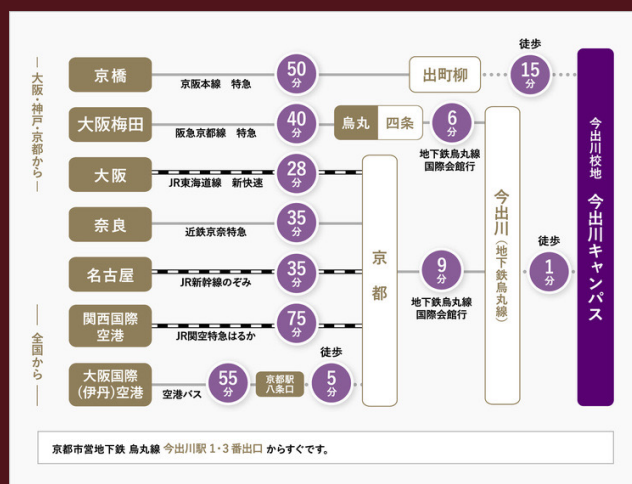 大阪・神戸・京都から
京橋
京阪本線 特急
50分
出町柳
徒歩
15分
大阪梅田
阪急京都線 特急
40分
烏丸 四条
6分
地下鉄烏丸線
国際会館行
大阪
JR東海道線 新快速
28分
奈良
近鉄京奈特急
35分
全国から
名古屋
JR新幹線のぞみ
35分
関西国際
空港
JR関空特急はるか
75分
大阪国際
(伊丹)空港
空港バス
55分
京都駅
八条口
徒歩
5分
京都
9分
地下鉄烏丸線
国際会館行
今出川(地下鉄烏丸線)
徒歩
1分
今出川校地 今出川キャンパス
京都市営地下鉄 烏丸線 今出川駅 1・3番出口 からすぐです。